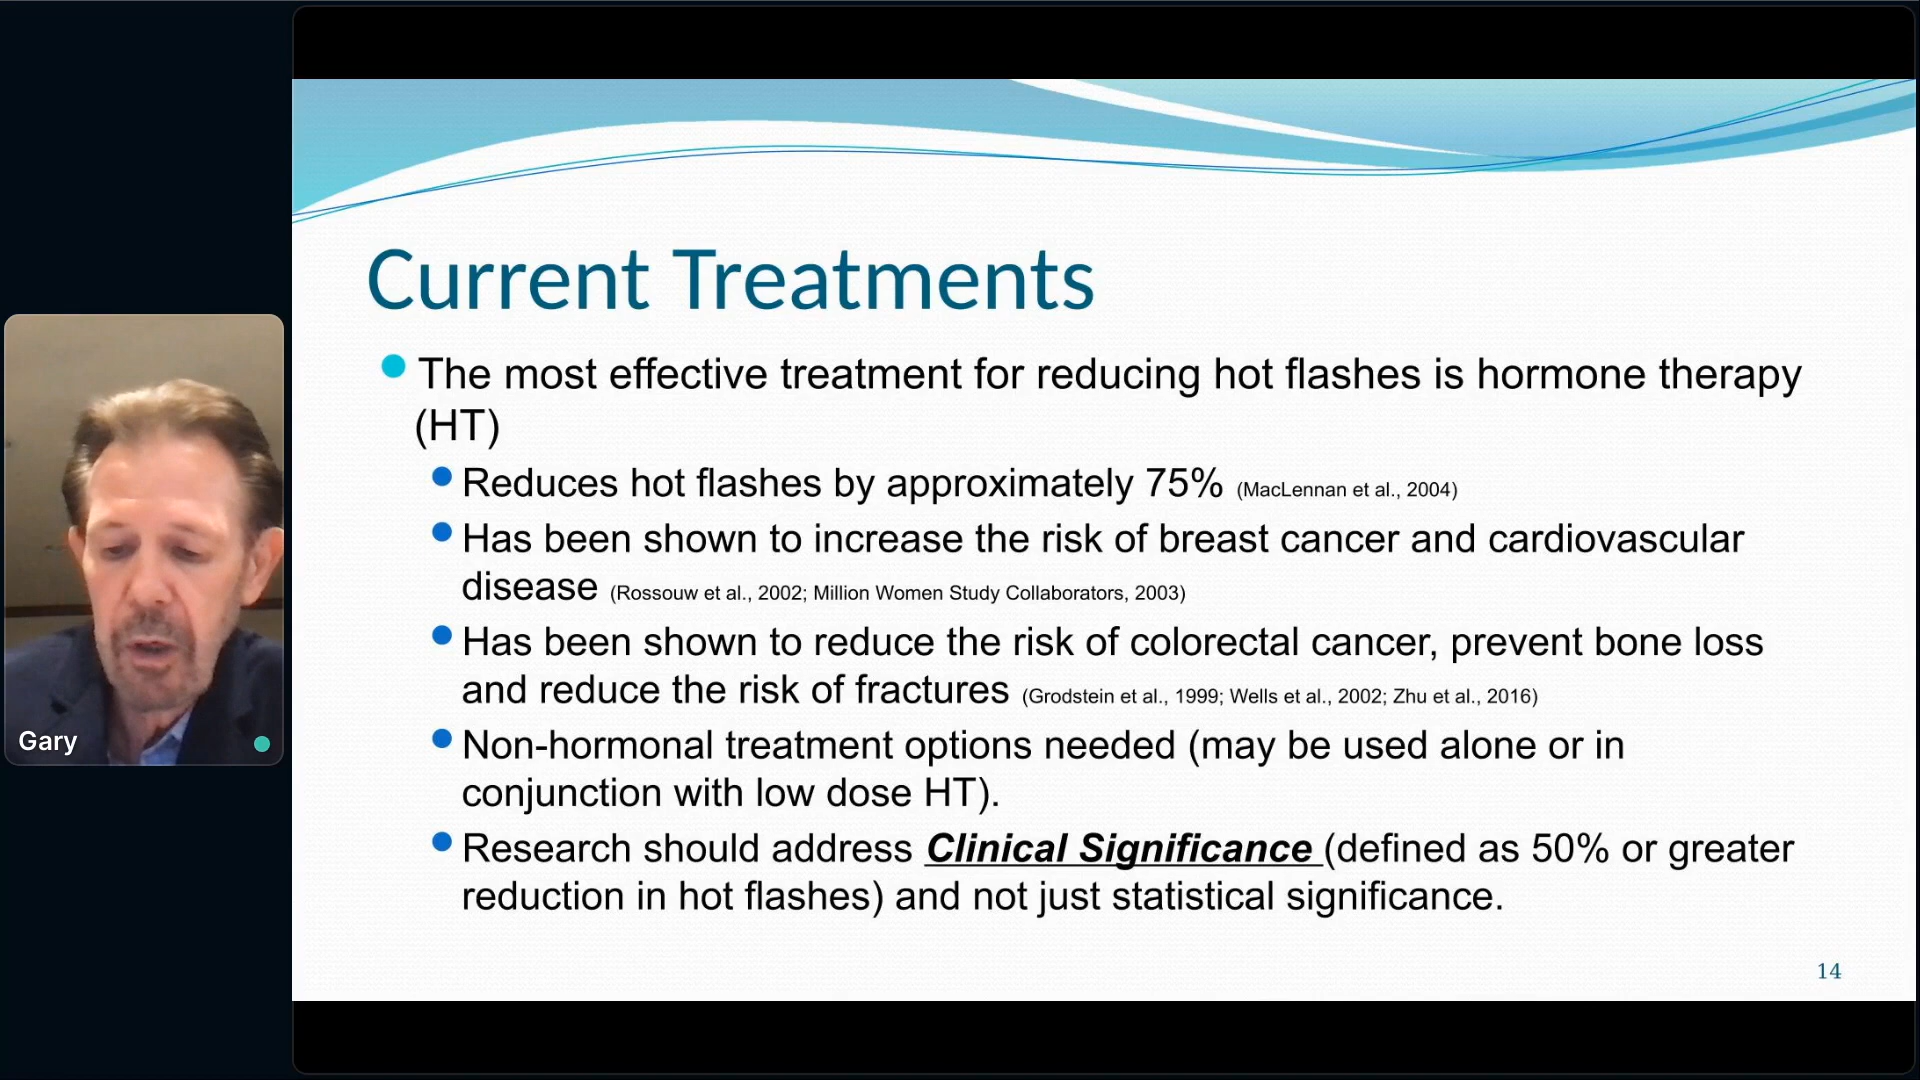 Current Treatments
The most effective treatment for reducing hot flashes is hormone therapy
(HT)
Reduces hot flashes by approximately 75% (MacLennan et al., 2004)
Has been shown to increase the risk of breast cancer and cardiovascular
disease (Rossouw et al., 2002; Million Women Study Collaborators, 2003)
Has been shown to reduce the risk of colorectal cancer, prevent bone loss
and reduce the risk of fractures (Grodstein et al., 1999; Wells et al., 2002; Zhu et al., 2016)
Non-hormonal treatment options needed (may be used alone or in
conjunction with low dose HT).
Research should address Clinical Significance (defined as 50% or greater
reduction in hot flashes) and not just statistical significance.
14
Gary